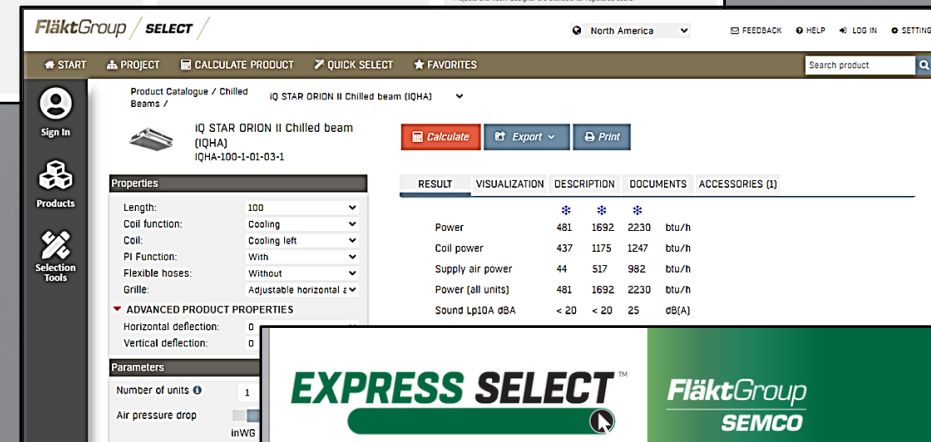 FläktGroup / SELECT /
North America
FEEDBACK
HELP
LOG IN
SETTING
START
PROJECT
CALCULATE PRODUCT
QUICK SELECT
FAVORITES
Search product
Sign In
Products
Selection
Tools
Product Catalogue / Chilled
Beams /
iQ STAR ORION II Chilled beam (IQHA)
iQ STAR ORION II Chilled beam
(IQHA)
IQHA-100-1-01-03-1
Calculate
Export
Print
Properties
Length: 100
Coil function: Cooling
Coil: Cooling left
PI Function: With
Flexible hoses: Without
Grille: Adjustable horizontal
ADVANCED PRODUCT PROPERTIES
Horizontal deflection: 0
Vertical deflection: 0
Parameters
Number of units 1
Air pressure drop
inWG
RESULT VISUALIZATION DESCRIPTION DOCUMENTS ACCESSORIES (1)
Power 481 1692 2230 btu/h
Coil power 437 1175 1247 btu/h
Supply air power 44 517 982 btu/h
Power (all units) 481 1692 2230 btu/h
Sound Lp10A dBA < 20 < 20 25 dB(A)
EXPRESS SELECT™
FläktGroup
SEMCO